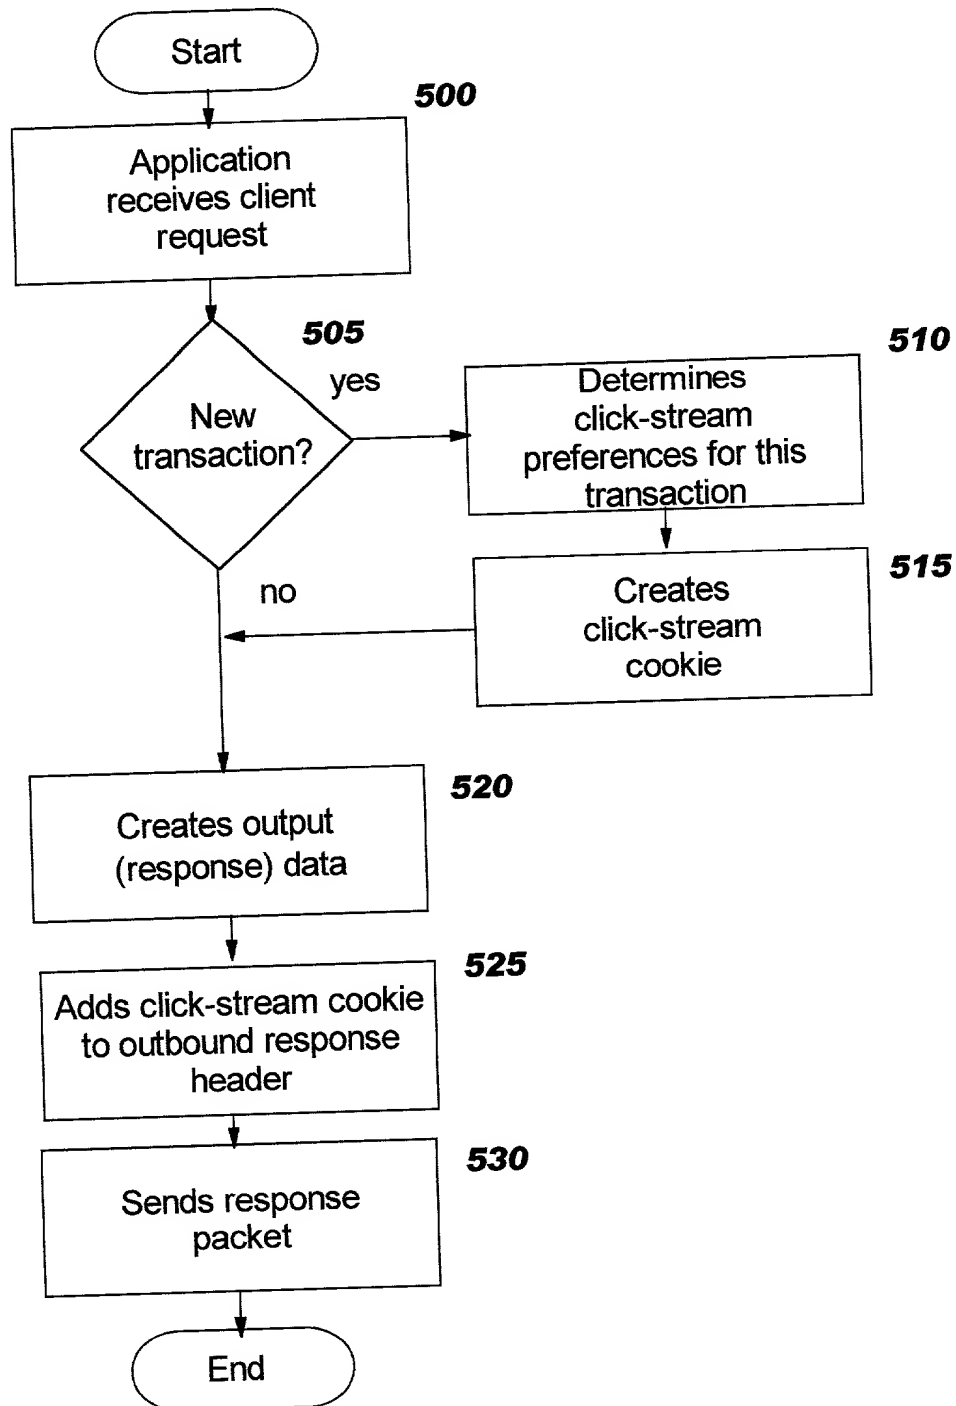 Start
500
Application
receives client
request
505
yes
New
transaction?
510
Determines
click-stream
preferences for this
transaction
515
Creates
click-stream
cookie
no
520
Creates output
(response) data
525
Adds click-stream cookie
to outbound response
header
530
Sends response
packet
End